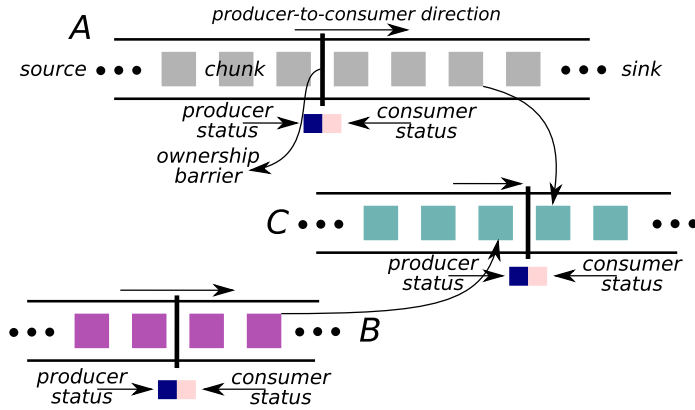 A
producer-to-consumer direction
source
chunk
sink
producer
status
consumer
status
ownership
barrier
C
producer
status
consumer
status
B
producer
status
consumer
status